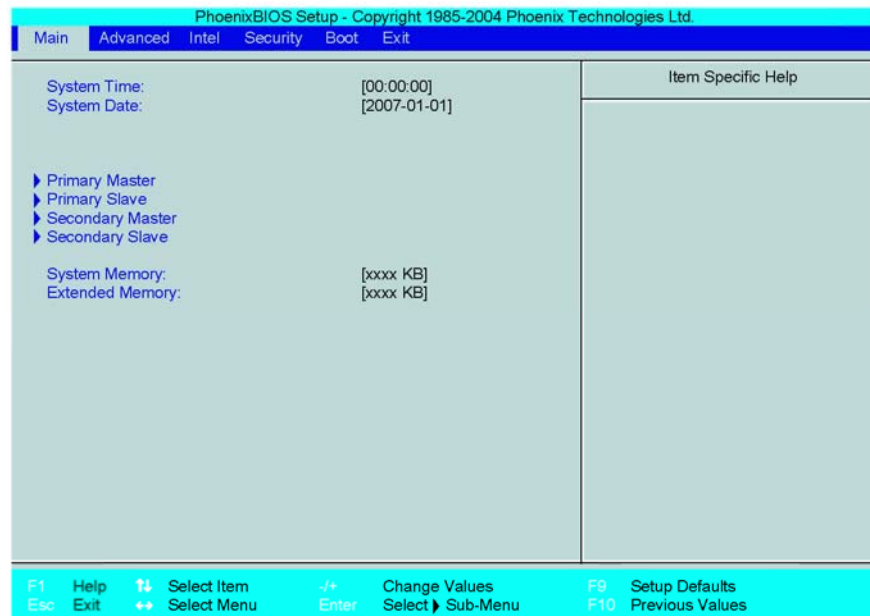 PhoenixBIOS Setup - Copyright 1985-2004 Phoenix Technologies Ltd.
Main Advanced Intel Security Boot Exit
Item Specific Help
System Time: [00:00:00]
System Date: [2007-01-01]
Primary Master
Primary Slave
Secondary Master
Secondary Slave
System Memory: [xxxx KB]
Extended Memory: [xxxx KB]
F1 Help ↑↓ Select Item -/+ Change Values F9 Setup Defaults
Esc Exit ↔ Select Menu Enter Select ▶ Sub-Menu F10 Previous Values